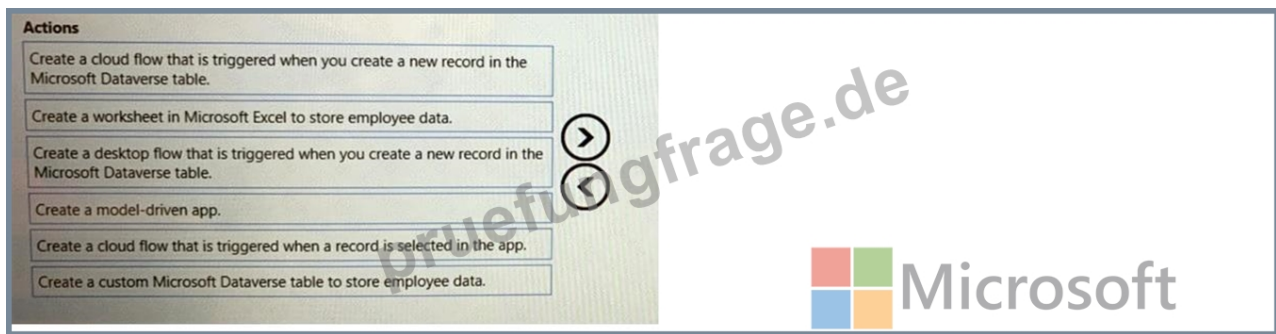 Actions
Create a cloud flow that is triggered when you create a new record in the
Microsoft Dataverse table.
Create a worksheet in Microsoft Excel to store employee data.
Create a desktop flow that is triggered when you create a new record in the
Microsoft Dataverse table.
Create a model-driven app.
Create a cloud flow that is triggered when a record is selected in the app.
Create a custom Microsoft Dataverse table to store employee data.
pruefungfrage.de
Microsoft